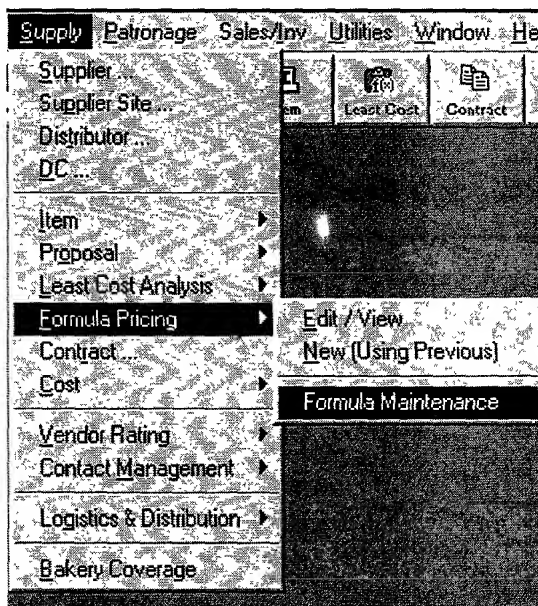 Supply Patronage Sales/Inv Utilities Window He
Supplier ...
Supplier Site ...
Distributor ...
DC ...
em Least Cost Contract
Item
Proposal
Least Cost Analysis
Formula Pricing
Contract ...
Cost
Vendor Rating
Contact Management
Logistics & Distribution
Bakery Coverage
Edit / View
New (Using Previous)
Formula Maintenance